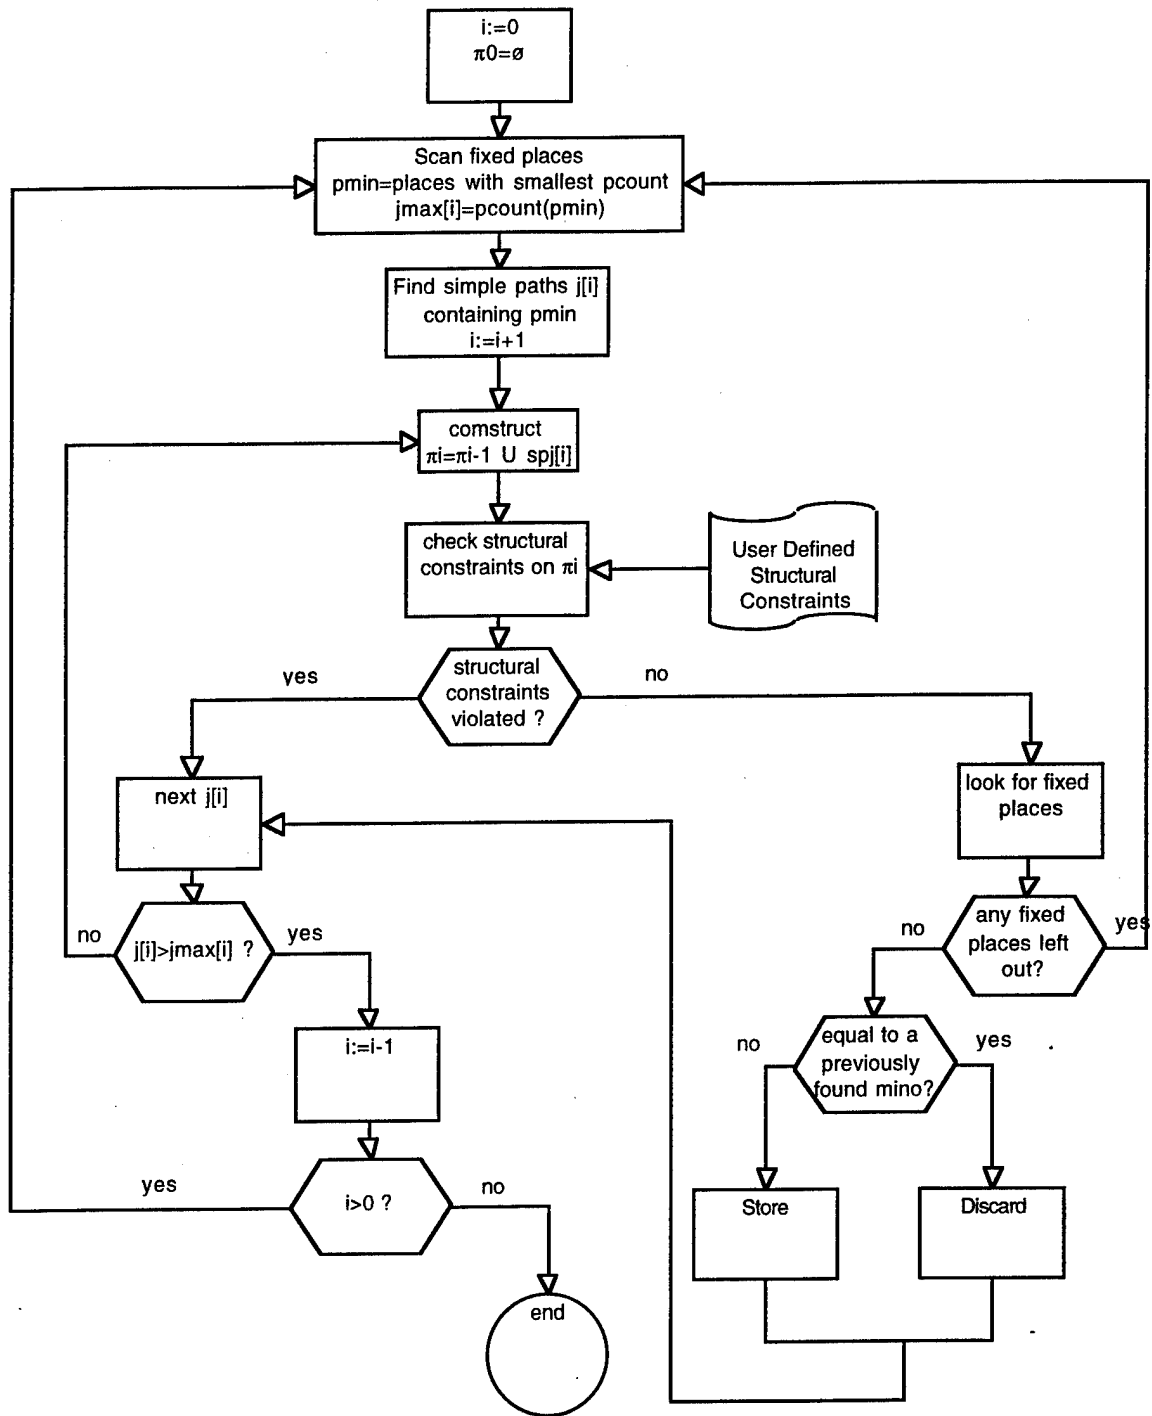 i:=0
π0=ø
Scan fixed places
pmin=places with smallest pcount
jmax[i]=pcount(pmin)
Find simple paths j[i]
containing pmin
i:=i+1
comstruct
πi=πi-1 U spj[i]
check structural
constraints on πi
User Defined
Structural
Constraints
structural
constraints
violated ?
yes
no
next j[i]
look for fixed
places
j[i]>jmax[i] ?
no
yes
any fixed
places left
out?
no
yes
i:=i-1
equal to a
previously
found mino?
no
yes
i>0 ?
yes
no
Store
Discard
end